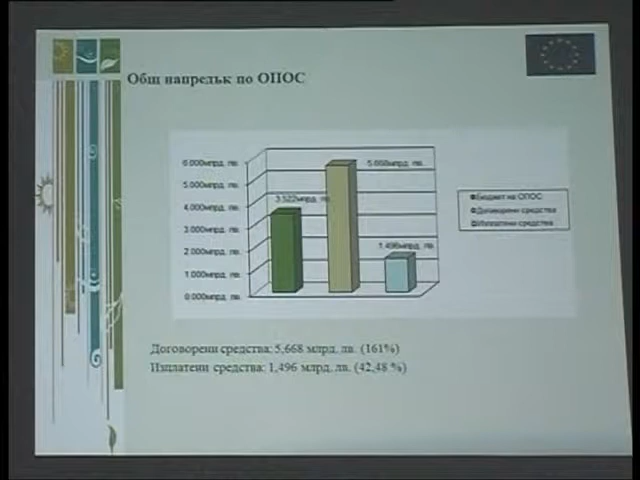 Общ напредък по ОПОС
6.000млрд. лв.
5.668млрд. лв.
5.000млрд. лв.
4.000млрд. лв.
3.522млрд. лв.
3.000млрд. лв.
2.000млрд. лв.
1.496млрд. лв.
1.000млрд. лв.
0.000млрд. лв.
Бюджет на ОПОС
Договорени средства
Изплатени средства
Договорени средства: 5,668 млрд. лв. (161%)
Изплатени средства: 1,496 млрд. лв. (42,48 %)